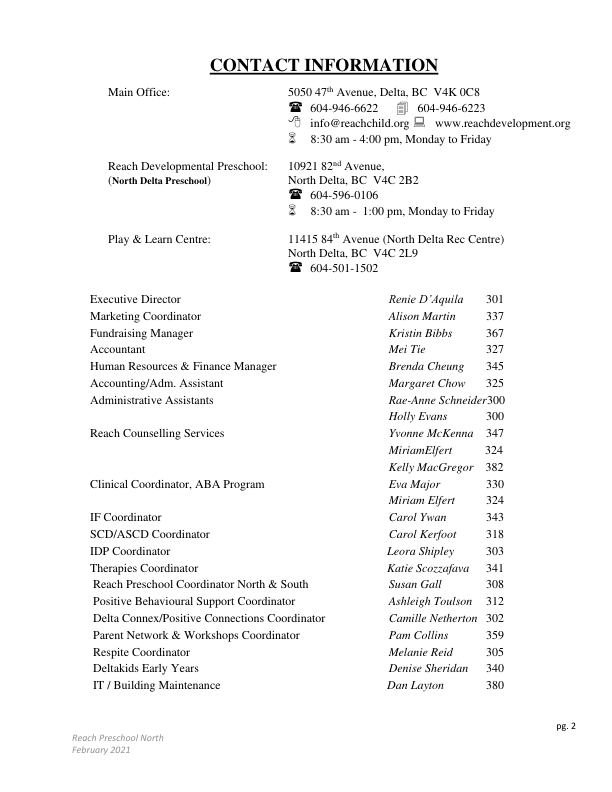 CONTACT INFORMATION
Main Office: 5050 47th Avenue, Delta, BC V4K 0C8
604-946-6622 604-946-6223
info@reachchild.org www.reachdevelopment.org
8:30 am - 4:00 pm, Monday to Friday
Reach Developmental Preschool: 10921 82nd Avenue,
(North Delta Preschool) North Delta, BC V4C 2B2
604-596-0106
8:30 am - 1:00 pm, Monday to Friday
Play & Learn Centre: 11415 84th Avenue (North Delta Rec Centre)
North Delta, BC V4C 2L9
604-501-1502
Executive Director Renie D'Aquila 301
Marketing Coordinator Alison Martin 337
Fundraising Manager Kristin Bibbs 367
Accountant Mei Tie 327
Human Resources & Finance Manager Brenda Cheung 345
Accounting/Adm. Assistant Margaret Chow 325
Administrative Assistants Rae-Anne Schneider300
Holly Evans 300
Reach Counselling Services Yvonne McKenna 347
MiriamElfert 324
Kelly MacGregor 382
Clinical Coordinator, ABA Program Eva Major 330
Miriam Elfert 324
IF Coordinator Carol Ywan 343
SCD/ASCD Coordinator Carol Kerfoot 318
IDP Coordinator Leora Shipley 303
Therapies Coordinator Katie Scozzafava 341
Reach Preschool Coordinator North & South Susan Gall 308
Positive Behavioural Support Coordinator Ashleigh Toulson 312
Delta Connex/Positive Connections Coordinator Camille Netherton 302
Parent Network & Workshops Coordinator Pam Collins 359
Respite Coordinator Melanie Reid 305
Deltakids Early Years Denise Sheridan 340
IT / Building Maintenance Dan Layton 380
pg. 2
Reach Preschool North
February 2021